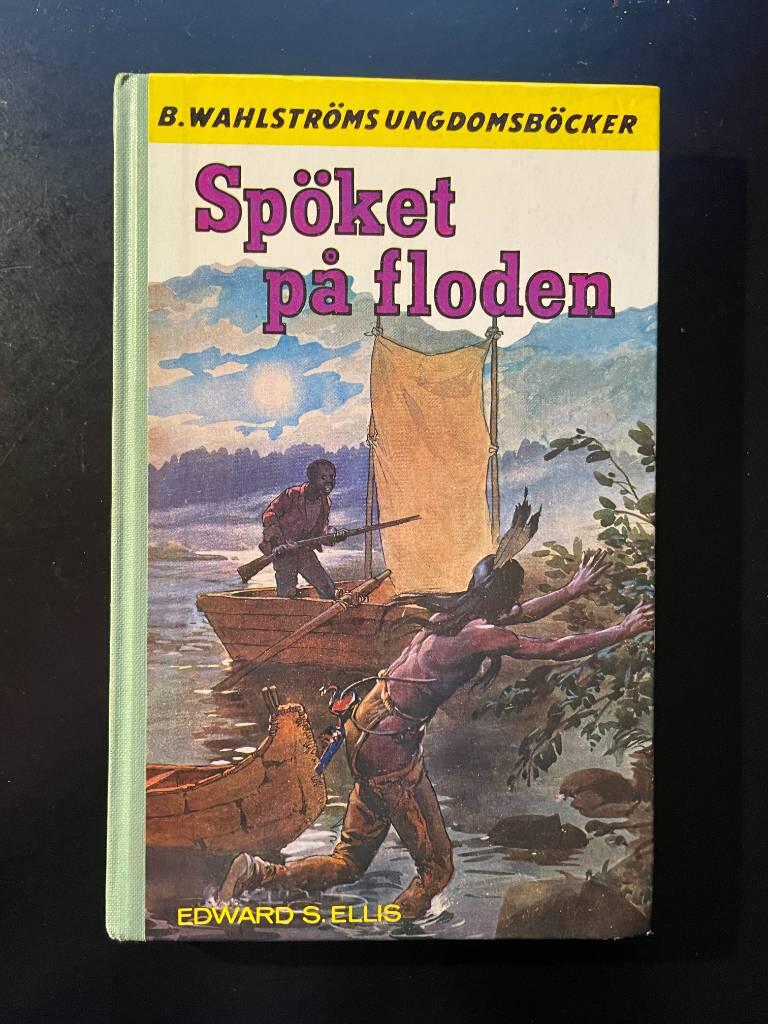 B. WAHLSTRÖMS UNGDOMSBÖCKER
Spöket
på floden
EDWARD S. ELLIS